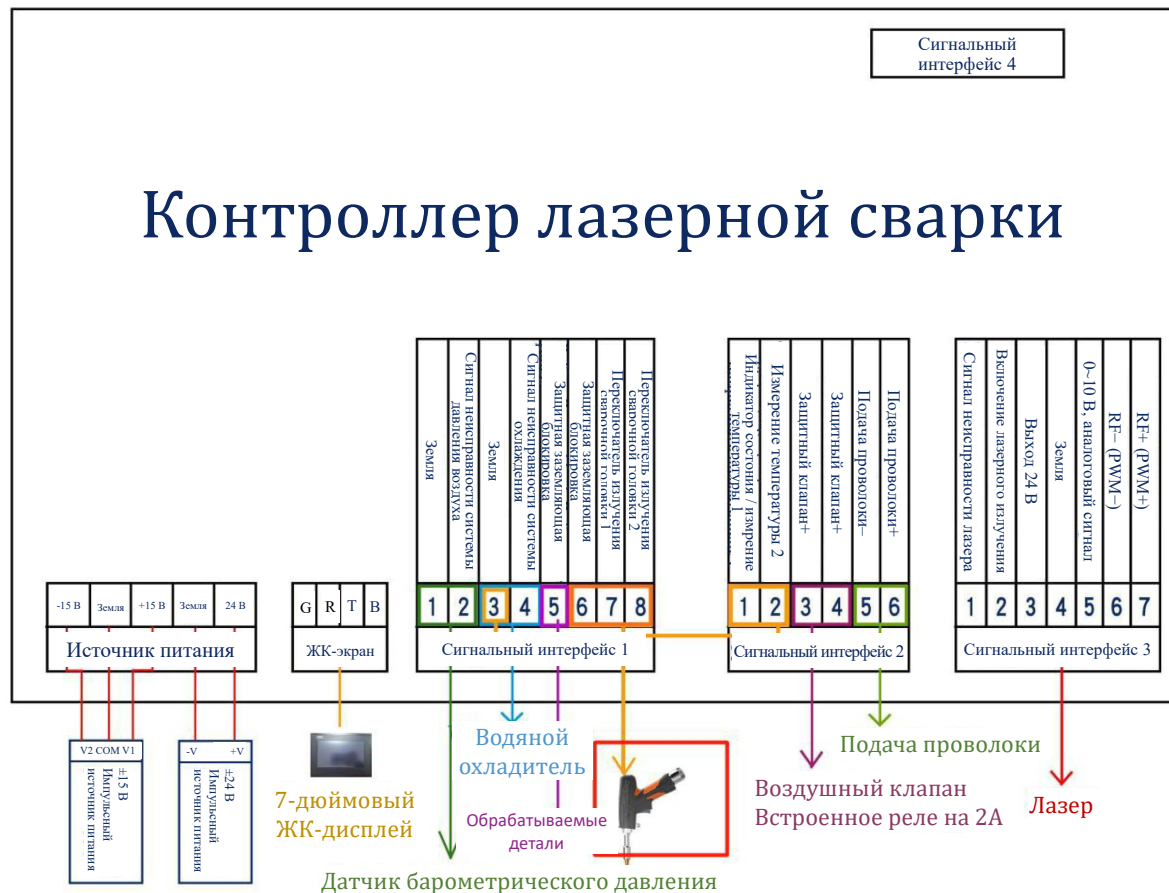 Сигнальный
интерфейс 4
Контроллер лазерной сварки
Земля
Сигнал неисправности системы
давления воздуха
Земля
Сигнал неисправности системы
охлаждения
Защитная заземляющая
блокировка
Защитная заземляющая
блокировка
Переключатель излучения
сварочной головки 1
Переключатель излучения
сварочной головки 2
Индикатор состояния / измрение
температуры 1
Измерение температуры 2
Защитный клапан+
Защитный клапан+
Подача проволоки–
Подача проволоки+
Сигнал неисправности лазера
Включение лазерного излучения
Выход 24 В
Земля
0~10 В, аналоговый сигнал
RF– (PWM–)
RF+ (PWM+)
-15 В Земля +15 В Земля 24 В
G R T B
1 2 3 4 5 6 7 8
1 2 3 4 5 6
1 2 3 4 5 6 7
Источник питания
ЖК-экран
Сигнальный интерфейс 1
Сигнальный интерфейс 2
Сигнальный интерфейс 3
V2 COM V1
±15 В
Импульсный
источник питания
-V +V
±24 В
Импульсный
источник питания
7-дюймовый
ЖК-дисплей
Водяной
охладитель
Обрабатываемые
детали
Датчик барометрического давления
Подача проволоки
Воздушный клапан
Встроенное реле на 2А
Лазер